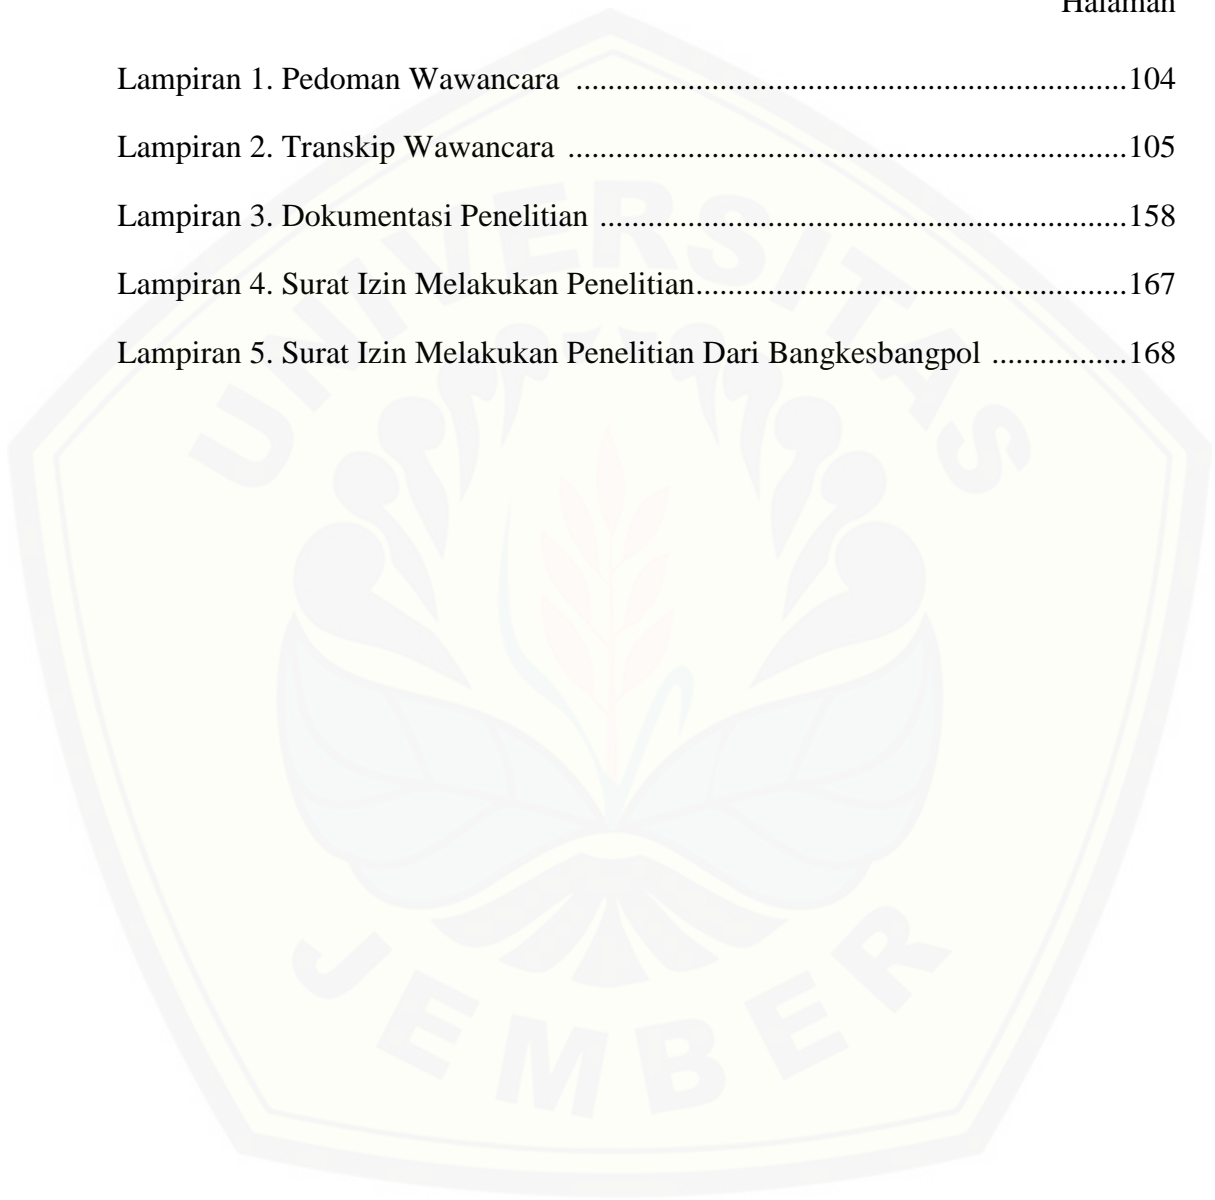 Halaman
Lampiran 1. Pedoman Wawancara .....................................................................104
Lampiran 2. Transkip Wawancara ......................................................................105
Lampiran 3. Dokumentasi Penelitian ..................................................................158
Lampiran 4. Surat Izin Melakukan Penelitian......................................................167
Lampiran 5. Surat Izin Melakukan Penelitian Dari Bangkesbangpol .................168
UNIVERSITAS
JEMBER